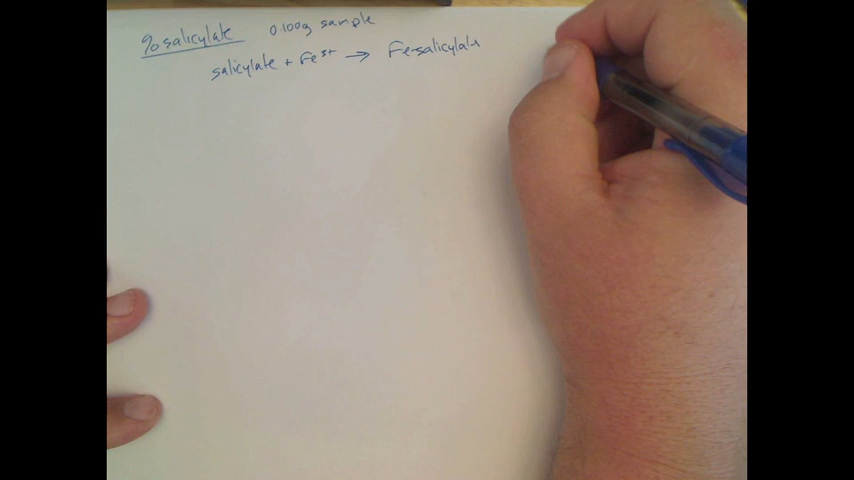 % salicylate 0.100g sample
salicylate + Fe³⁺ → Fe-salicylate